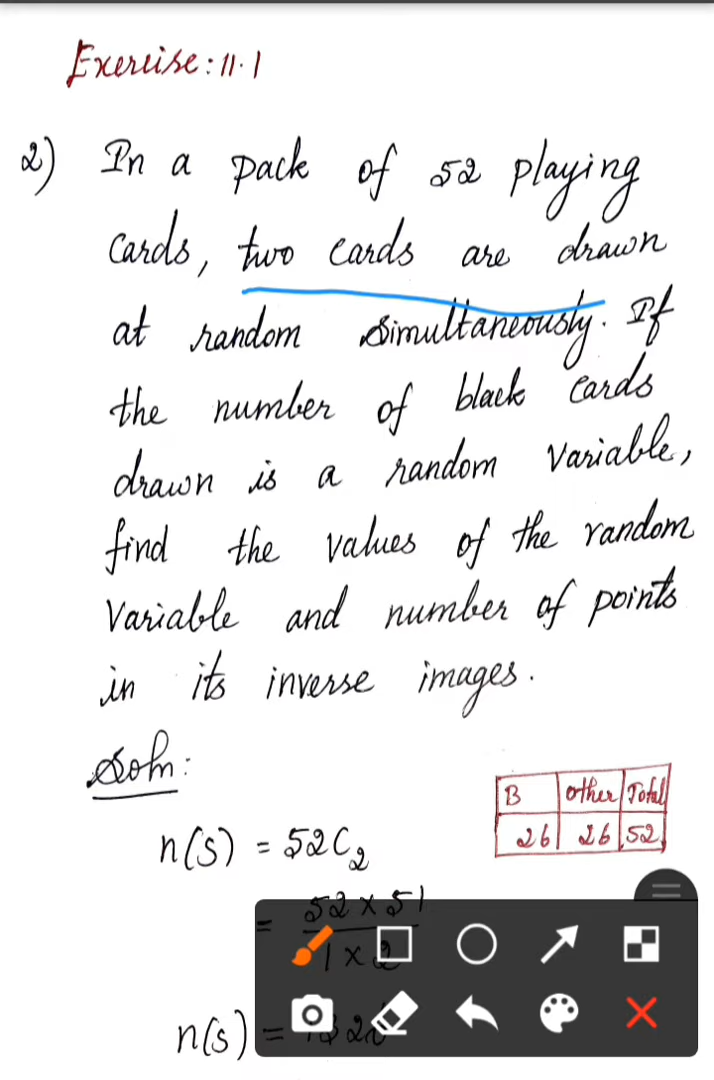 Exercise: 11.1
2) In a pack of 52 playing
cards, two cards are drawn
at random simultaneously. If
the number of black cards
drawn is a random variable,
find the values of the random
variable and number of points
in its inverse images.
Soln:
B other Total
26 26 52
n(S) = 52C2
= 52 x 51
1 x 2
n(S) =